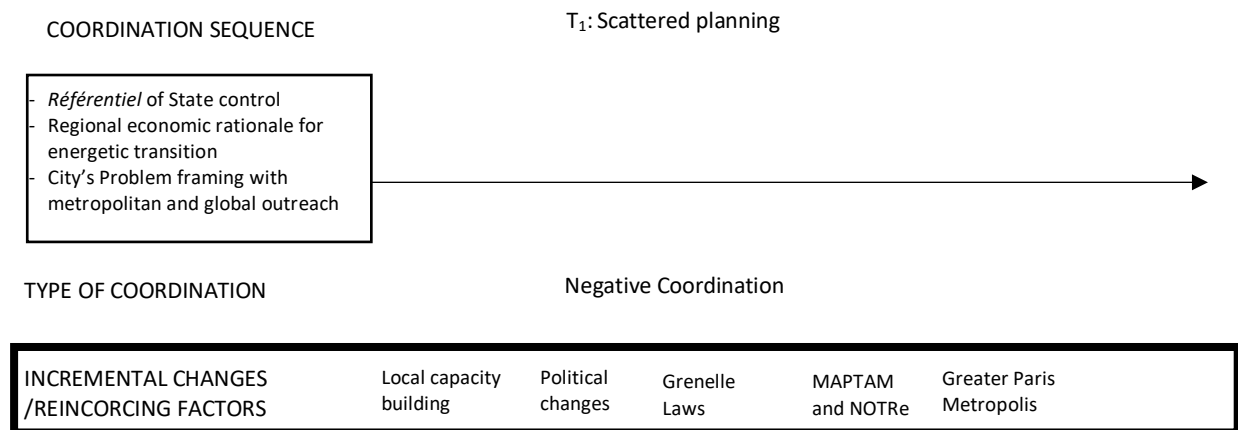 COORDINATION SEQUENCE
T1: Scattered planning
- Référentiel of State control
- Regional economic rationale for
energetic transition
- City's Problem framing with
metropolitan and global outreach
TYPE OF COORDINATION
Negative Coordination
INCREMENTAL CHANGES
/REINCORCING FACTORS
Local capacity
building
Political
changes
Grenelle
Laws
MAPTAM
and NOTRe
Greater Paris
Metropolis